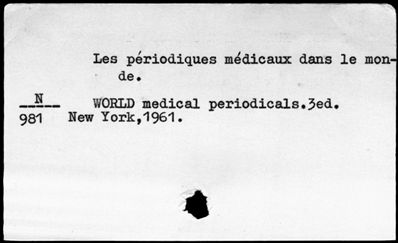 Les périodiques médicaux dans le mon-
de.
N WORLD medical periodicals.3ed.
981 New York,1961.